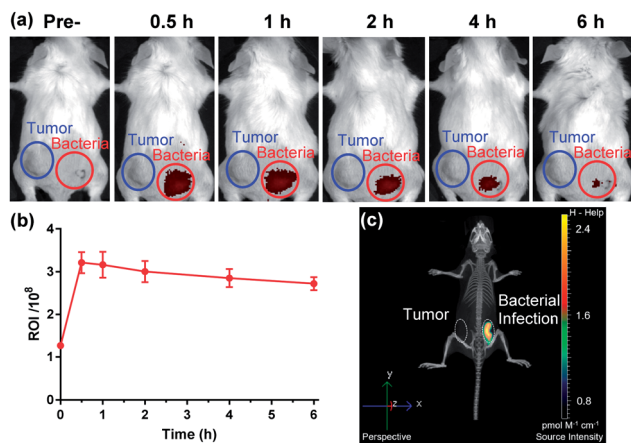 (a) Pre- 0.5 h 1 h 2 h 4 h 6 h
Tumor Tumor Tumor Tumor Tumor Tumor
Bacteria Bacteria Bacteria Bacteria Bacteria Bacteria
(b)
ROI /10⁸
4
3
2
1
0 1 2 3 4 5 6
Time (h)
(c)
H - Help
2.4
Tumor
Bacterial
Infection
1.6
y
z x
0.8
pmol M⁻¹ cm⁻¹
Perspective
Source Intensity